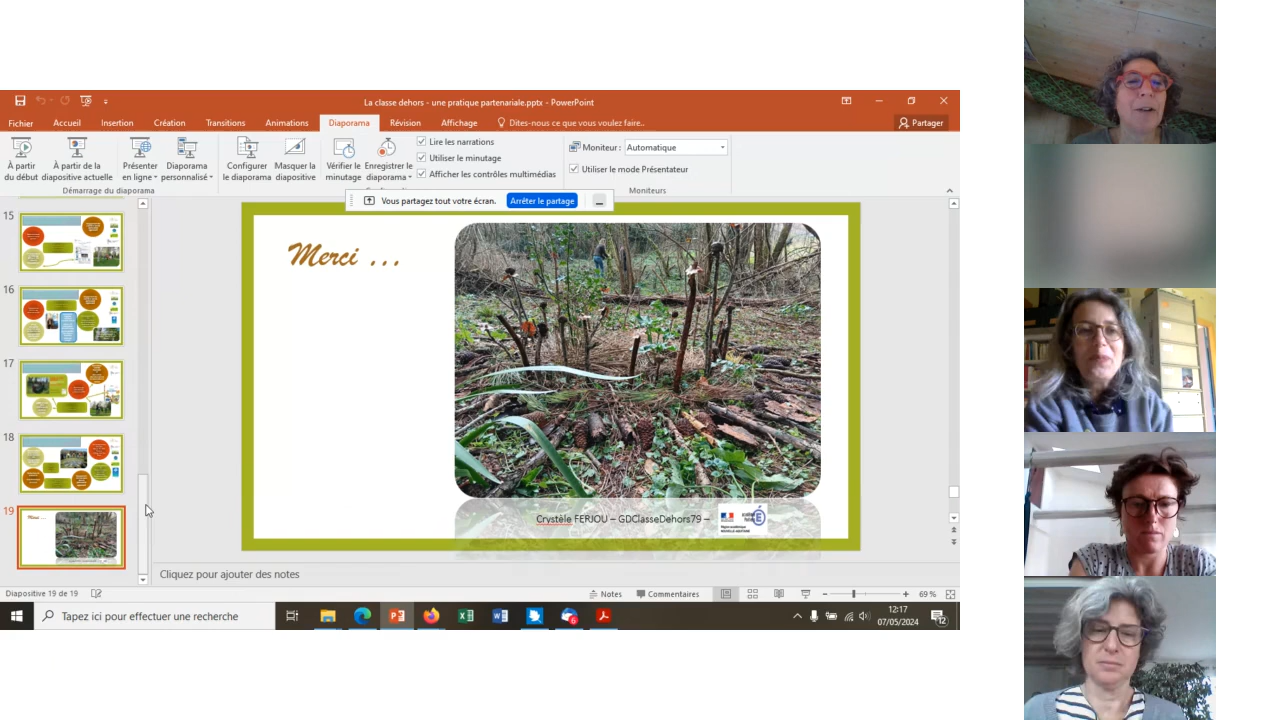 La classe dehors - une pratique partenariale.pptx - PowerPoint
Fichier Accueil Insertion Création Transitions Animations Diaporama Révision Affichage Dites-nous ce que vous voulez faire.. Partager
À partir du début
À partir de la diapositive actuelle
Présenter en ligne
Diaporama personnalisé
Configurer le diaporama
Masquer la diapositive
Vérifier le minutage
Enregistrer le diaporama
Lire les narrations
Utiliser le minutage
Afficher les contrôles multimédias
Moniteur : Automatique
Utiliser le mode Présentateur
Démarrage du diaporama
Moniteurs
Vous partagez tout votre écran. Arrêter le partage
15
16
17
18
19
Merci ...
Crystèle FERJOU – GDClasseDehors79 –
Cliquez pour ajouter des notes
Diapositive 19 de 19 Notes Commentaires 69 %
Tapez ici pour effectuer une recherche
12:17
07/05/2024
12